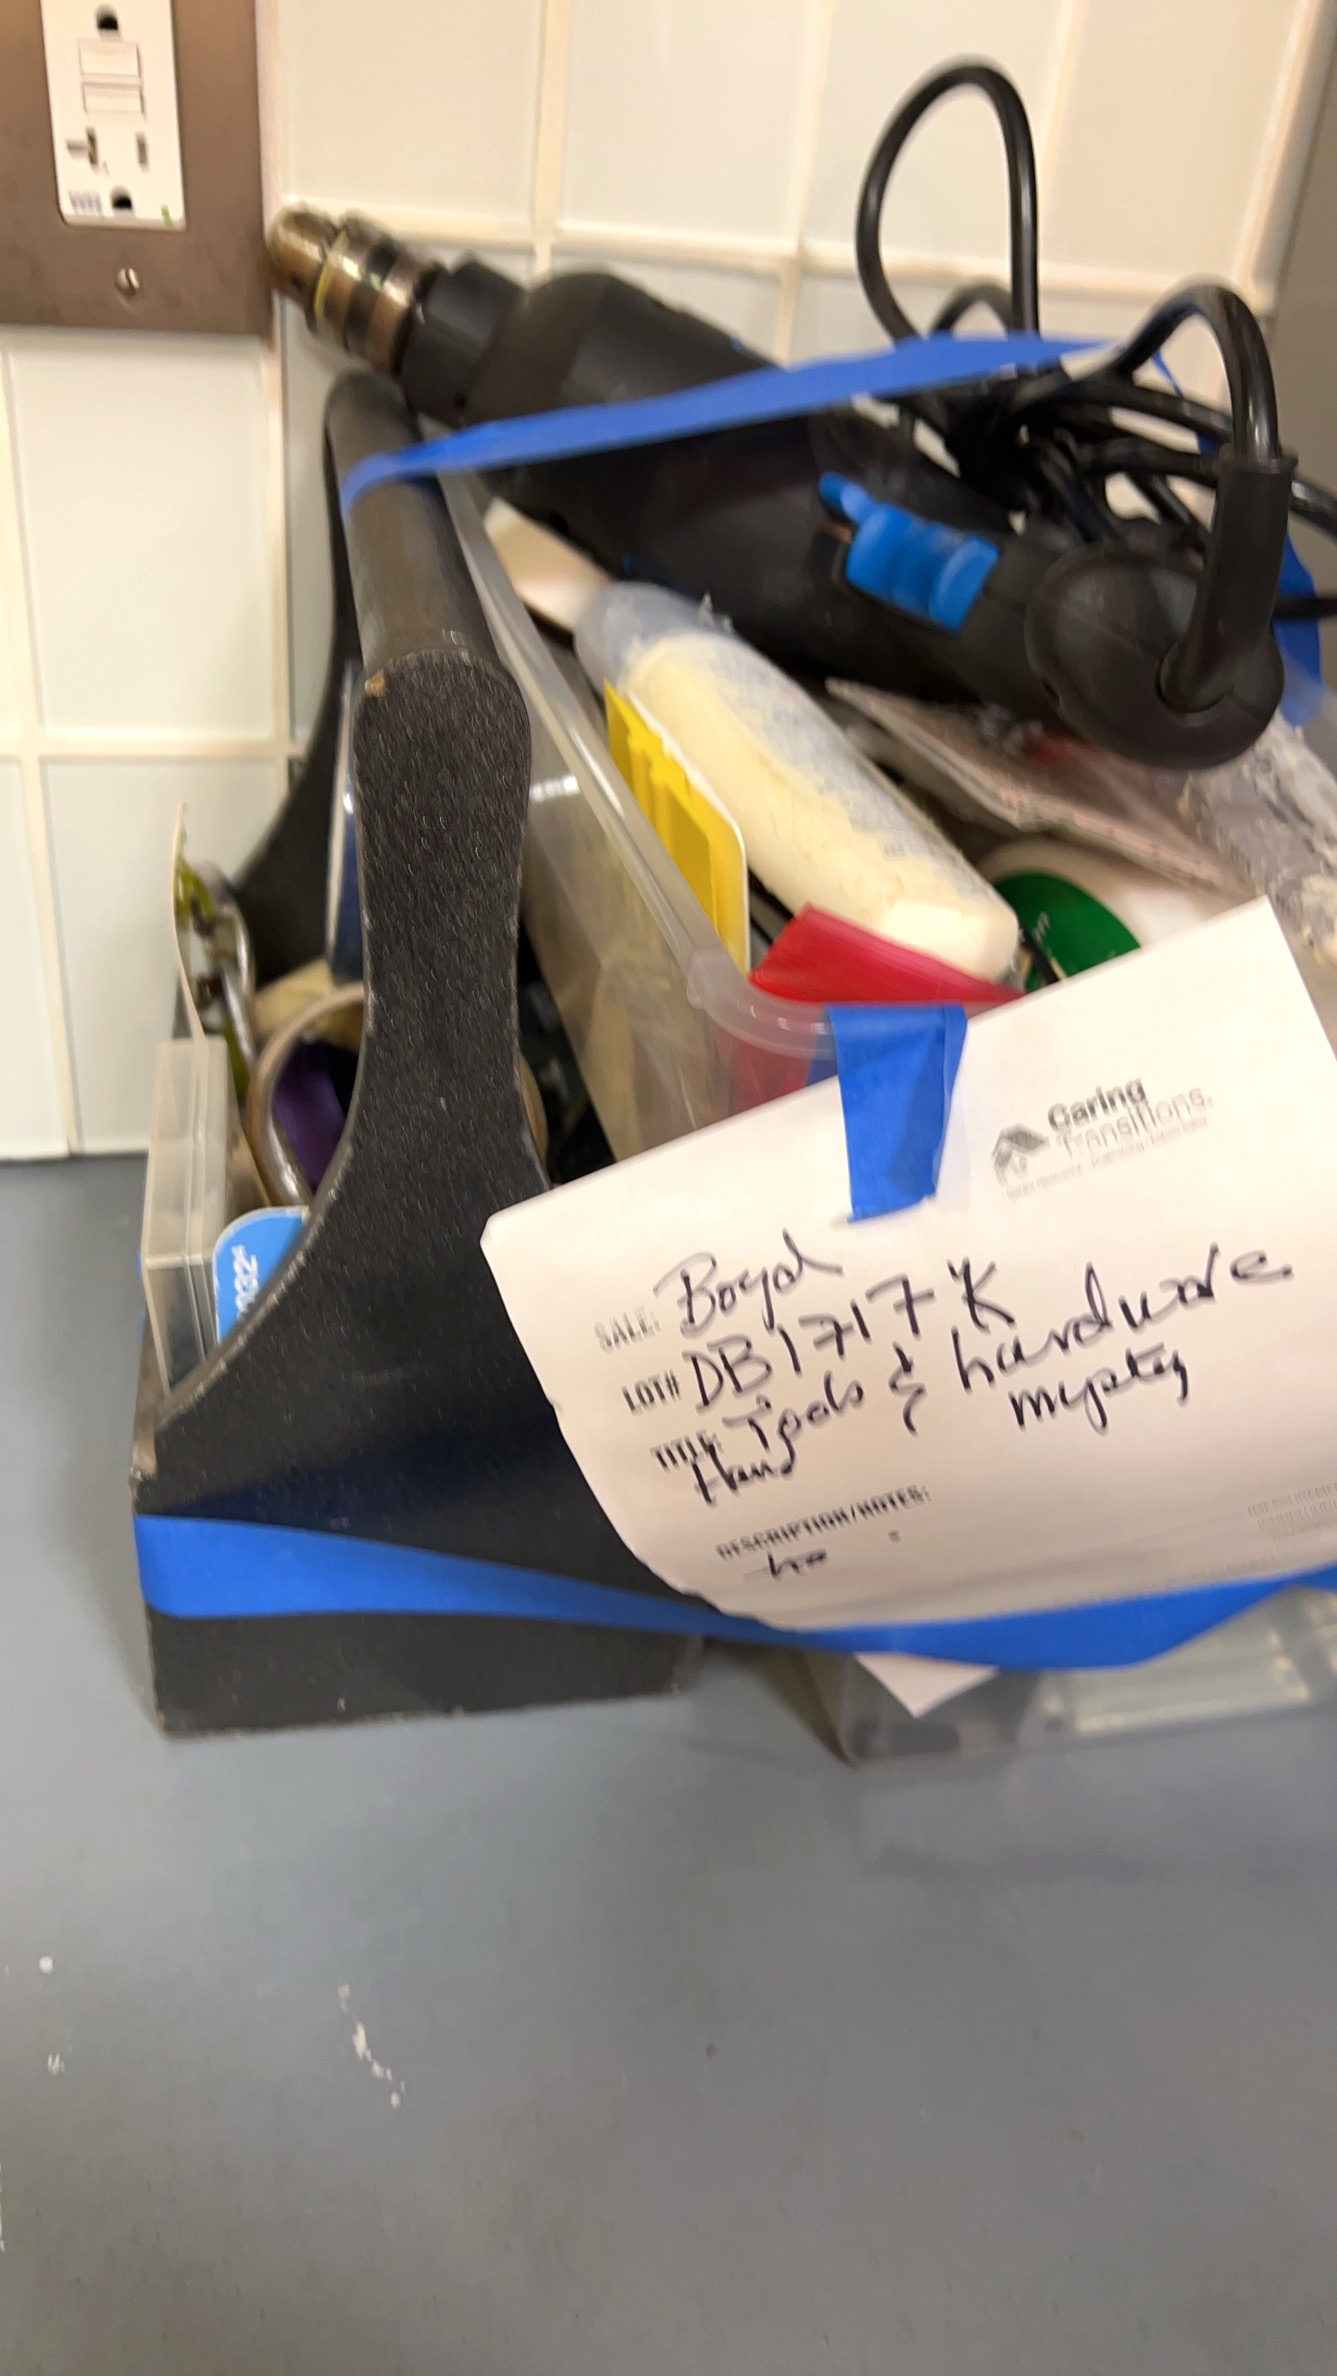 Caring
Transitions
SALE: Boyd
LOT# DB1717K
TITLE: Tools & hardware
Hand mystery
DESCRIPTION/NOTES: